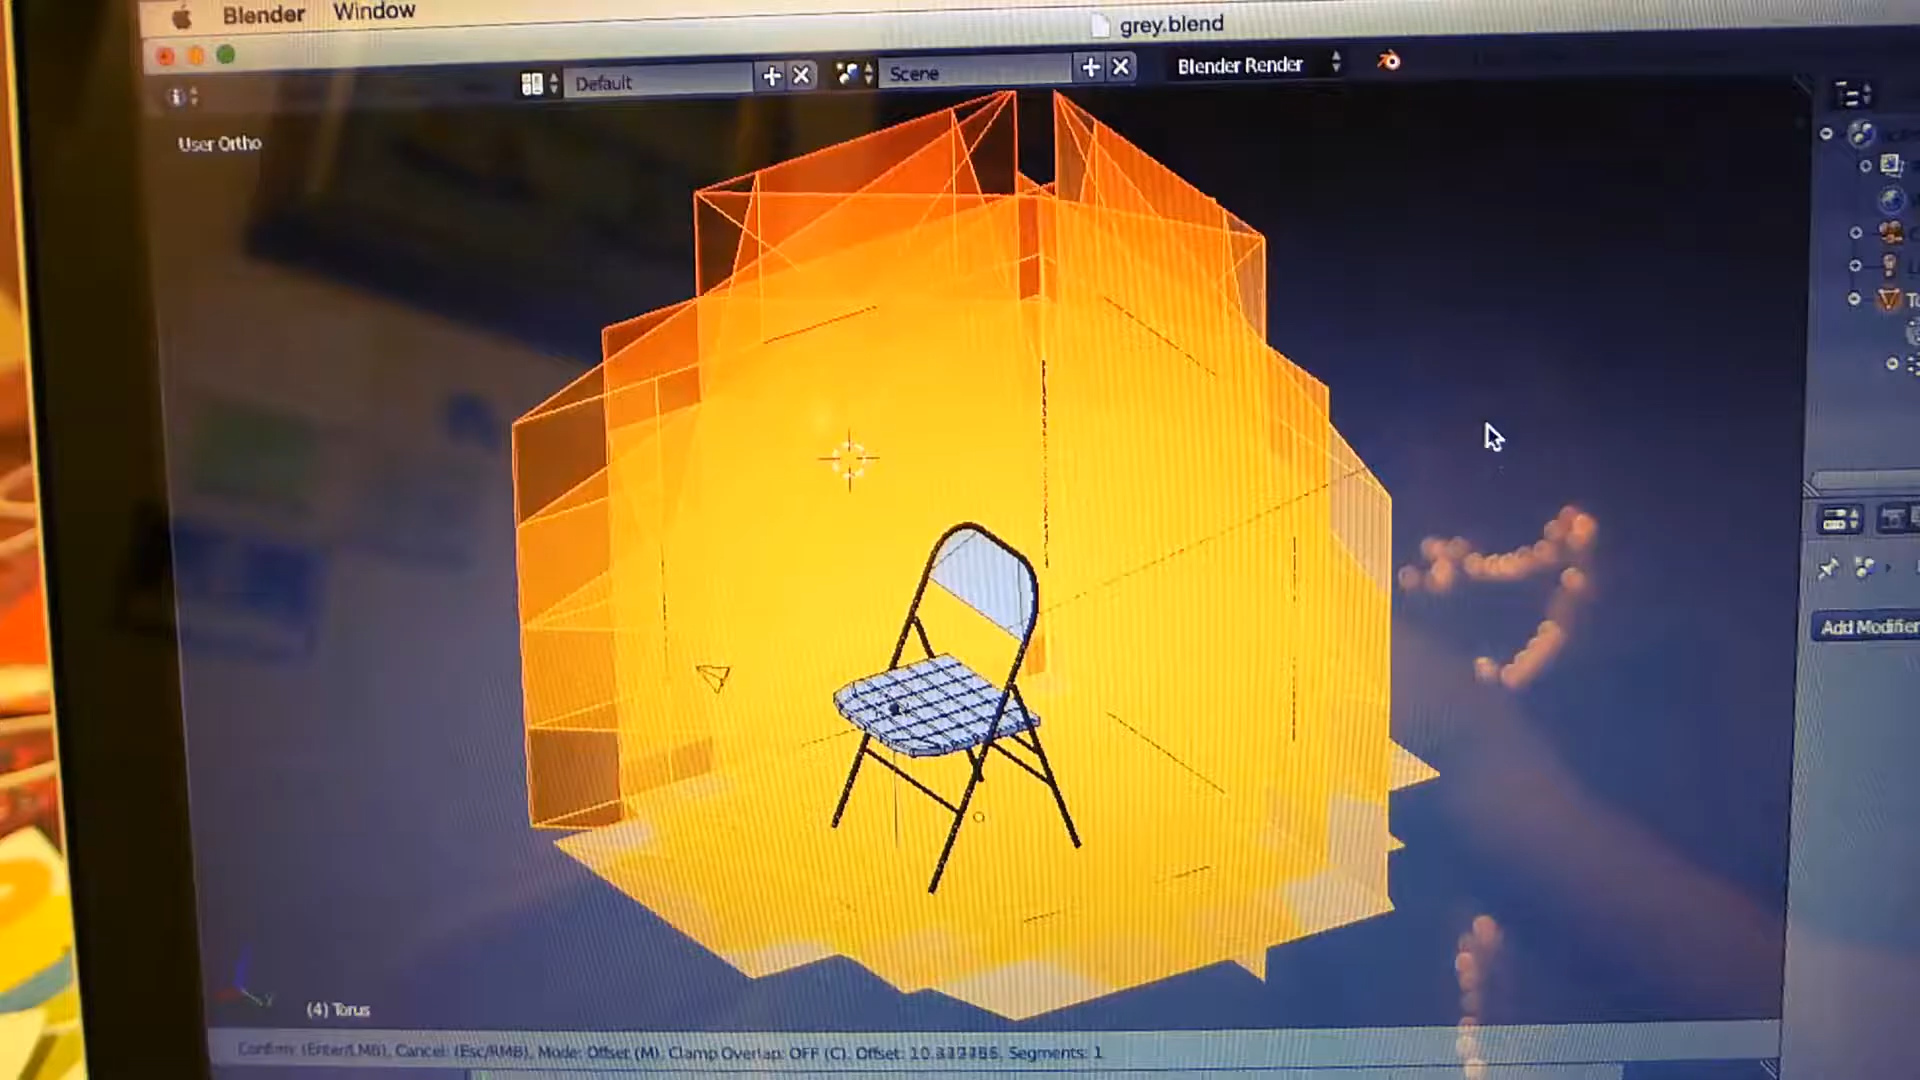 Blender Window
grey.blend
Default
Scene
Blender Render
User Ortho
Add Modifier
(4) Torus
Confirm: (Enter/LMB), Cancel: (Esc/RMB), Mode: Offset (M), Clamp Overlap: OFF (C), Offset: Segments: 1